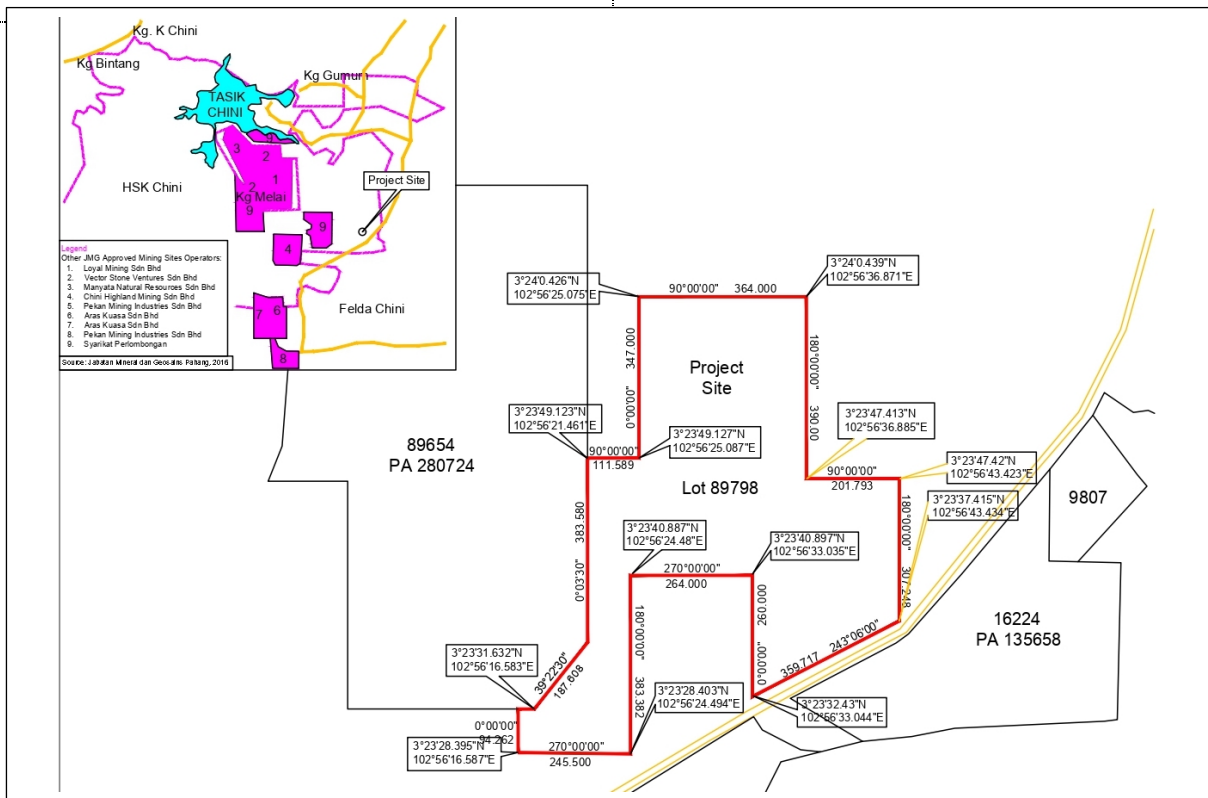 Kg. K Chini
Kg Bintang
Kg Gumum
TASIK
CHINI
9
3
2
1
2
HSK Chini
Kg Melai
9
Project Site
9
4
Legend
Other JMG Approved Mining Sites Operators:
1. Loyal Mining Sdn Bhd
2. Vector Stone Ventures Sdn Bhd
3. Manyata Natural Resources Sdn Bhd
4. Chini Highland Mining Sdn Bhd
5. Pekan Mining Industries Sdn Bhd
6. Aras Kuasa Sdn Bhd
7. Aras Kuasa Sdn Bhd
8. Pekan Mining Industries Sdn Bhd
9. Syarikat Perlombongan
Source: Jabatan Mineral dan Geosains Pahang, 2016
7
6
Felda Chini
8
3°24'0.426"N
102°56'25.075"E
90°00'00" 364.000
3°24'0.439"N
102°56'36.871"E
0°00'00" 347.000
Project
Site
180°00'00" 390.00
3°23'49.123"N
102°56'21.461"E
3°23'47.413"N
102°56'36.885"E
90°00'00"
111.589
3°23'49.127"N
102°56'25.087"E
89654
PA 280724
90°00'00"
201.793
3°23'47.42"N
102°56'43.423"E
Lot 89798
9807
3°23'37.415"N
102°56'43.434"E
0°03'30" 383.580
3°23'40.887"N
102°56'24.48"E
270°00'00"
264.000
3°23'40.897"N
102°56'33.035"E
180°00'00" 307.248
0°00'00" 260.000
180°00'00" 383.382
16224
PA 135658
359.717 243°06'00"
3°23'31.632"N
102°56'16.583"E
39°22'30"
187.608
3°23'28.403"N
102°56'24.494"E
3°23'32.43"N
102°56'33.044"E
0°00'00"
94.262
3°23'28.395"N
102°56'16.587"E
270°00'00"
245.500